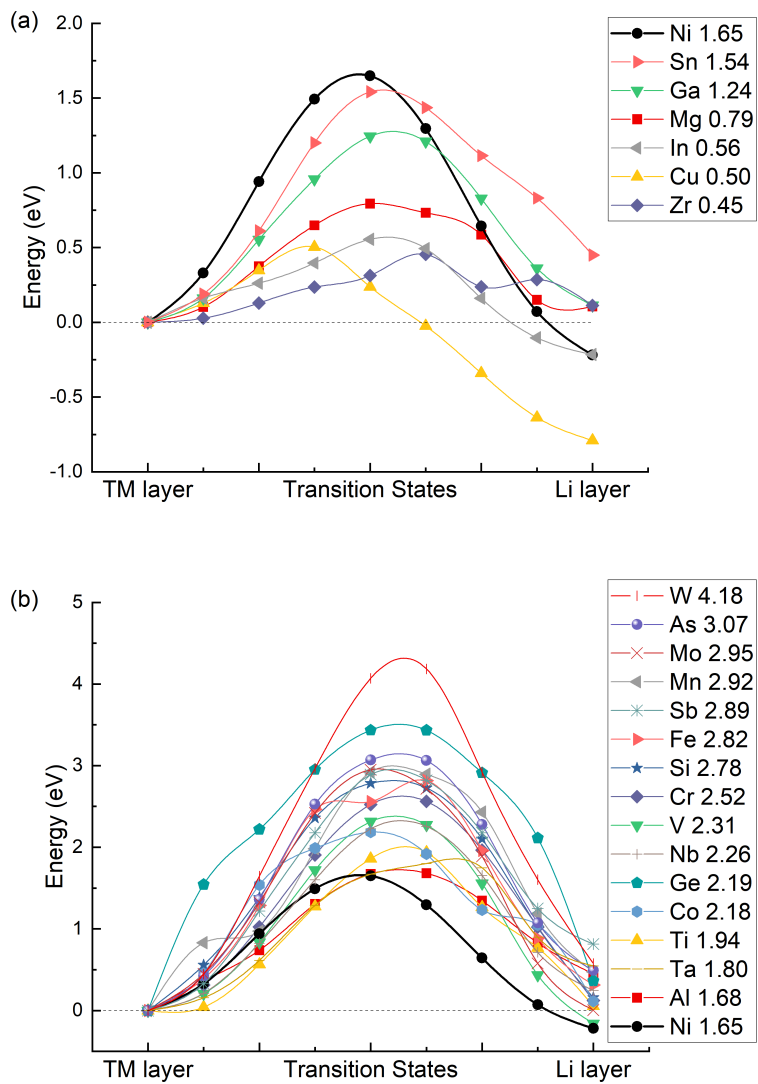 (a)
2.0
1.5
1.0
0.5
0.0
-0.5
-1.0
Energy (eV)
TM layer
Transition States
Li layer
Ni 1.65
Sn 1.54
Ga 1.24
Mg 0.79
In 0.56
Cu 0.50
Zr 0.45
(b)
5
4
3
2
1
0
Energy (eV)
TM layer
Transition States
Li layer
W 4.18
As 3.07
Mo 2.95
Mn 2.92
Sb 2.89
Fe 2.82
Si 2.78
Cr 2.52
V 2.31
Nb 2.26
Ge 2.19
Co 2.18
Ti 1.94
Ta 1.80
Al 1.68
Ni 1.65